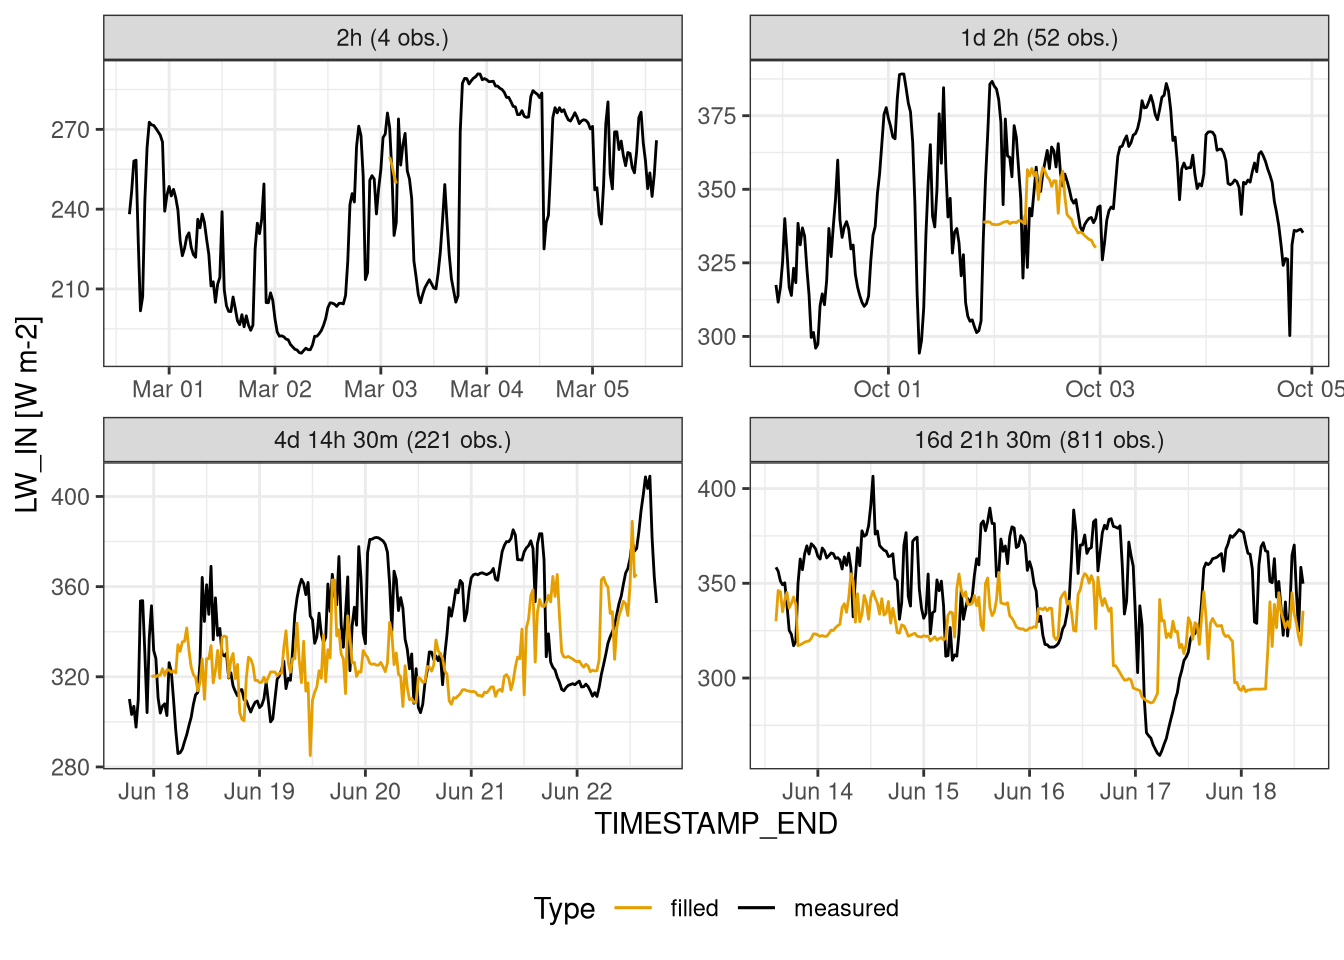 2h (4 obs.)
1d 2h (52 obs.)
270
240
210
375
350
325
300
Mar 01 Mar 02 Mar 03 Mar 04 Mar 05
Oct 01 Oct 03 Oct 05
LW_IN [W m-2]
4d 14h 30m (221 obs.)
16d 21h 30m (811 obs.)
400
360
320
280
400
350
300
Jun 18 Jun 19 Jun 20 Jun 21 Jun 22
Jun 14 Jun 15 Jun 16 Jun 17 Jun 18
TIMESTAMP_END
Type filled measured